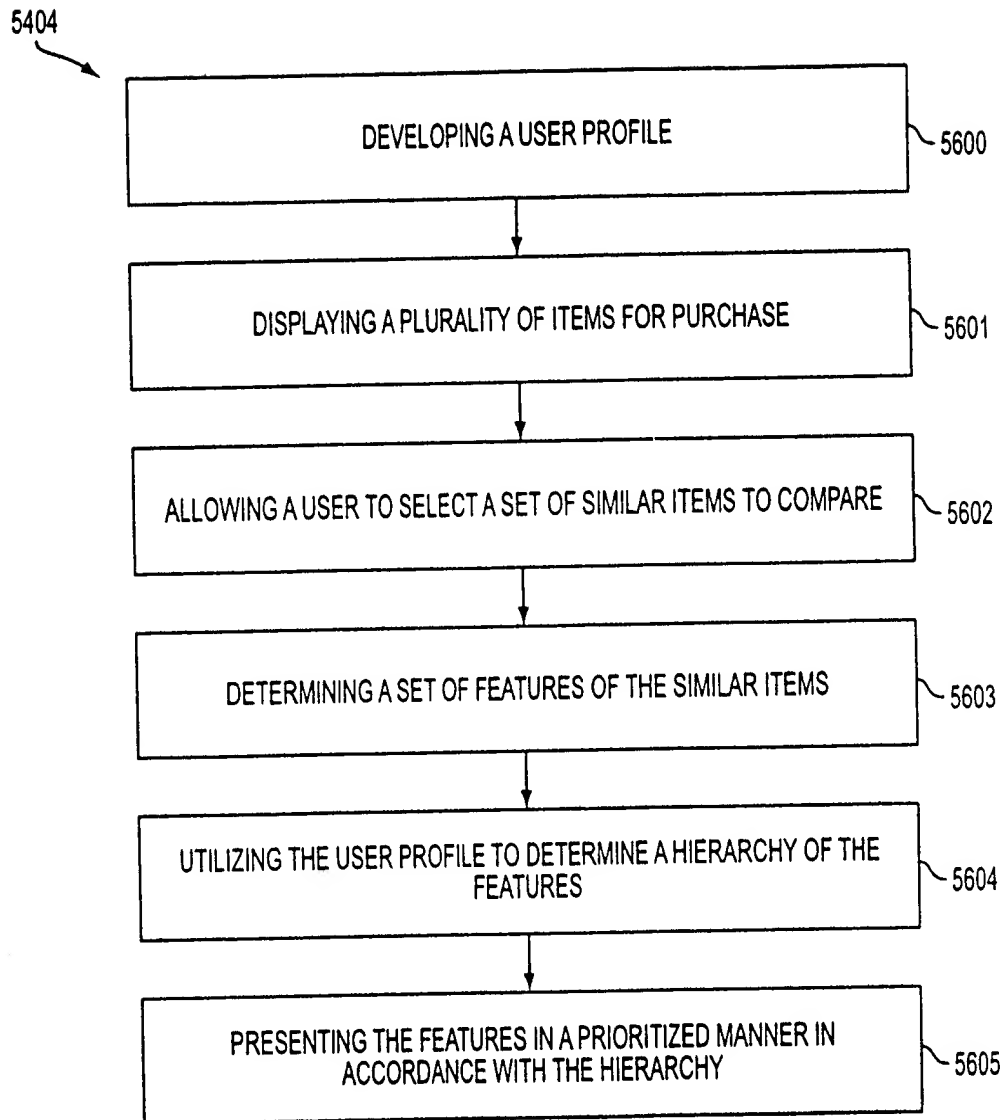 5404
DEVELOPING A USER PROFILE
5600
DISPLAYING A PLURALITY OF ITEMS FOR PURCHASE
5601
ALLOWING A USER TO SELECT A SET OF SIMILAR ITEMS TO COMPARE
5602
DETERMINING A SET OF FEATURES OF THE SIMILAR ITEMS
5603
UTILIZING THE USER PROFILE TO DETERMINE A HIERARCHY OF THE
FEATURES
5604
PRESENTING THE FEATURES IN A PRIORITIZED MANNER IN
ACCORDANCE WITH THE HIERARCHY
5605